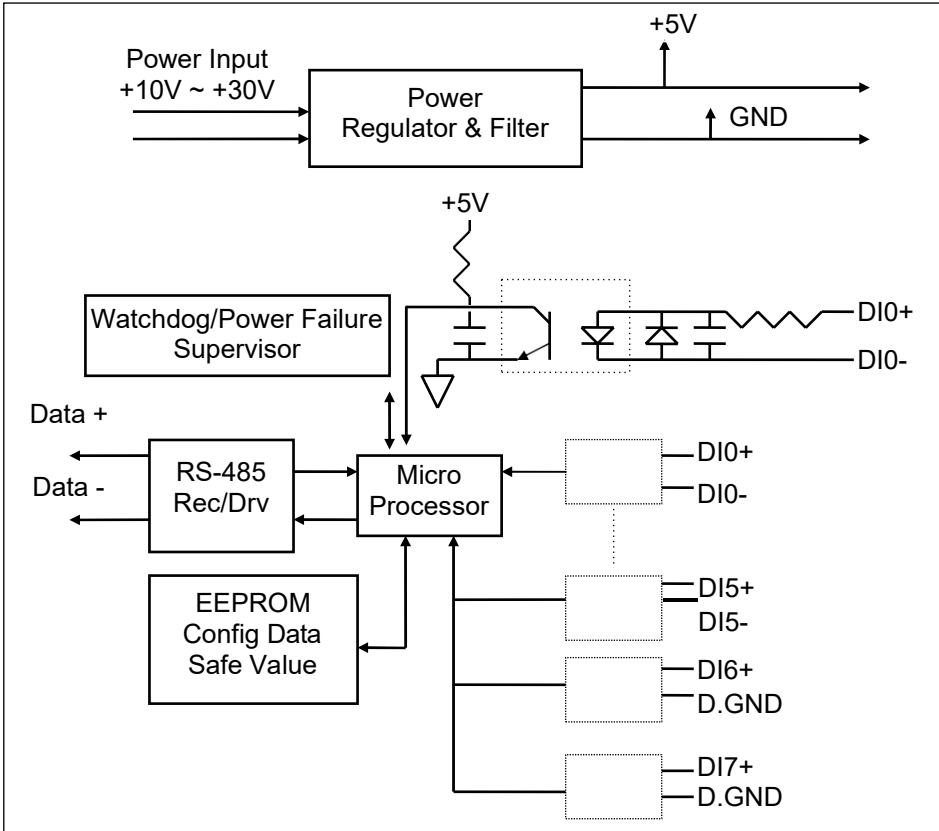 +5V
Power Input
+10V ~ +30V
Power
Regulator & Filter
GND
+5V
Watchdog/Power Failure
Supervisor
DI0+
DI0-
Data +
Data -
RS-485
Rec/Drv
Micro
Processor
DI0+
DI0-
EEPROM
Config Data
Safe Value
DI5+
DI5-
DI6+
D.GND
DI7+
D.GND